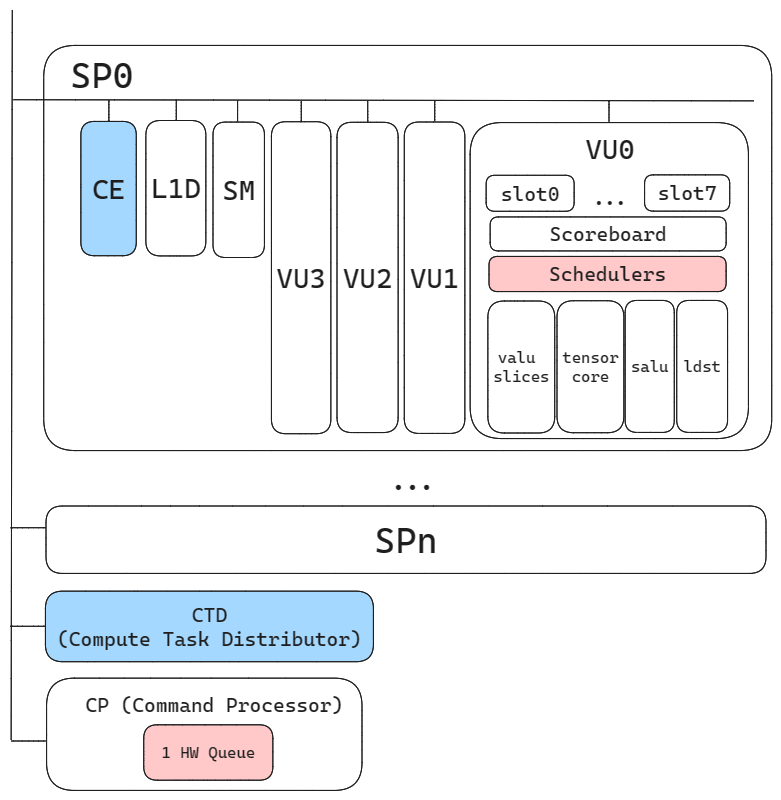 SP0
CE
L1D
SM
VU3
VU2
VU1
VU0
slot0
...
slot7
Scoreboard
Schedulers
valu
slices
tensor
core
salu
ldst
...
SPn
CTD
(Compute Task Distributor)
CP (Command Processor)
1 HW Queue